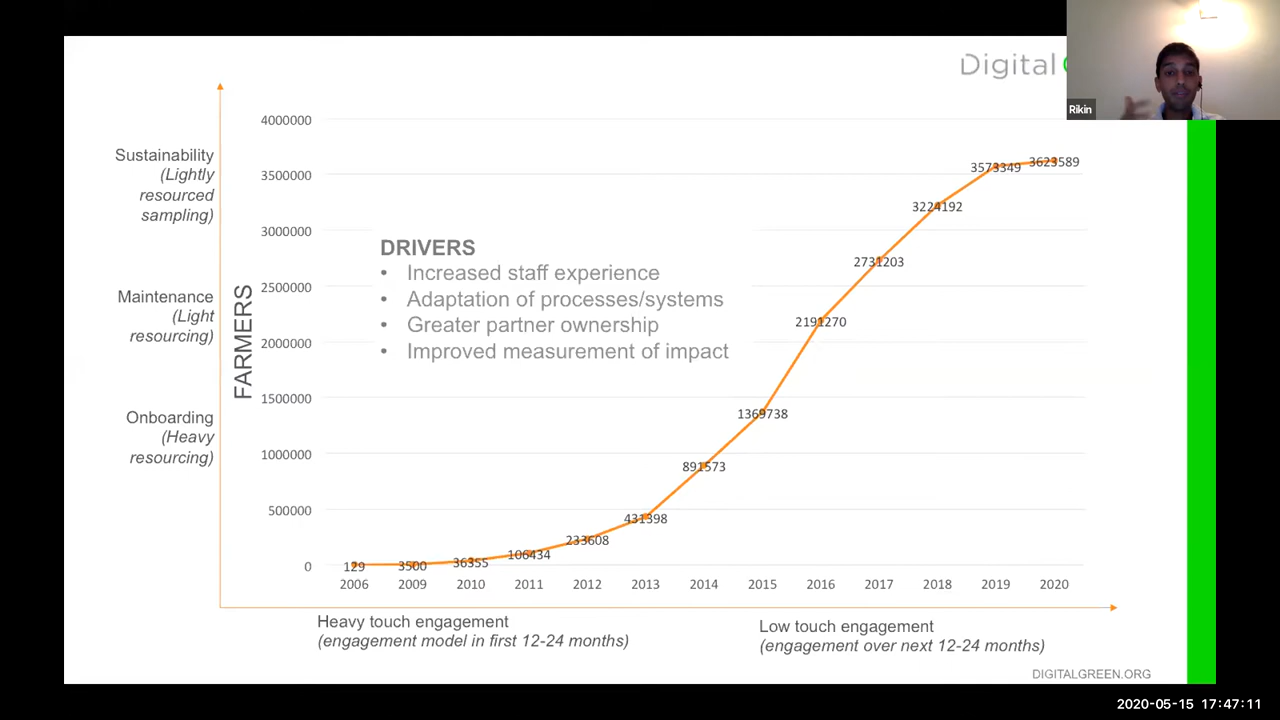 Digital
Rikin
Sustainability
(Lightly
resourced
sampling)
Maintenance
(Light
resourcing)
Onboarding
(Heavy
resourcing)
FARMERS
4000000
3500000
3000000
2500000
2000000
1500000
1000000
500000
0
DRIVERS
• Increased staff experience
• Adaptation of processes/systems
• Greater partner ownership
• Improved measurement of impact
129 3500 36355 106434 233608 431398 891573 1369738 2191270 2731203 3224192 3573349 3623589
2006 2009 2010 2011 2012 2013 2014 2015 2016 2017 2018 2019 2020
Heavy touch engagement
(engagement model in first 12-24 months)
Low touch engagement
(engagement over next 12-24 months)
DIGITALGREEN.ORG
2020-05-15 17:47:11